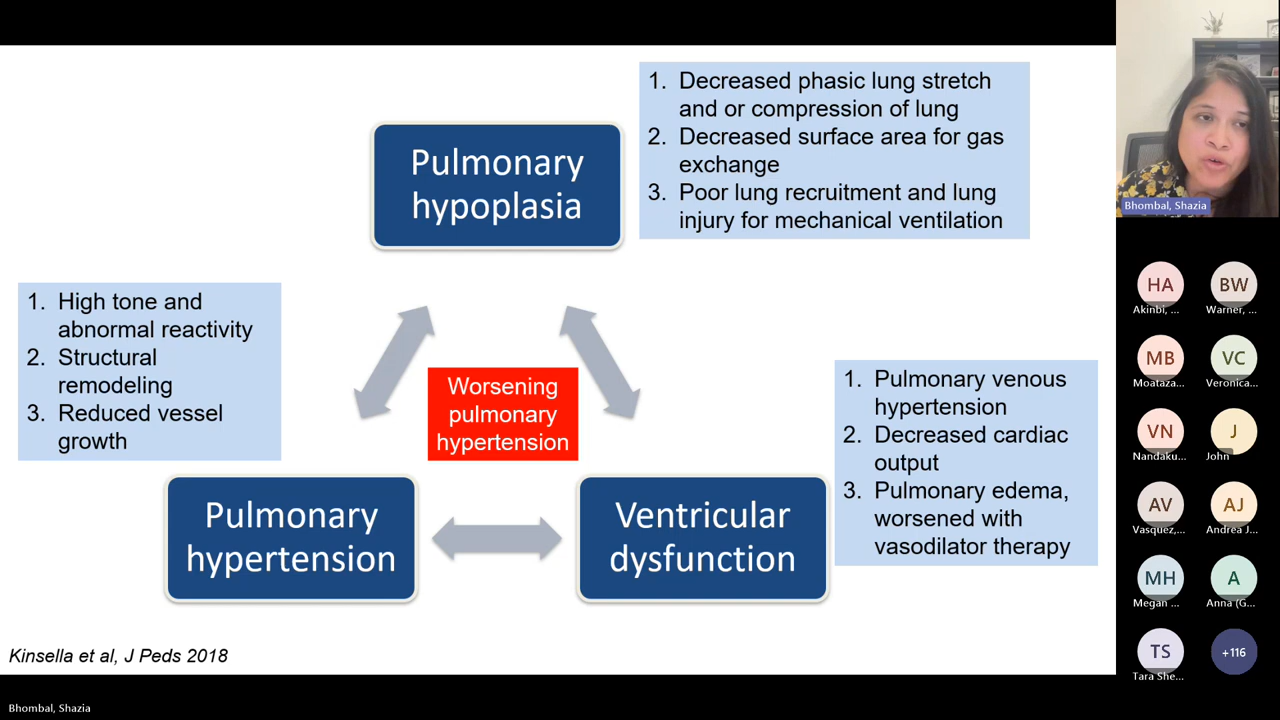 Pulmonary
hypoplasia
1. Decreased phasic lung stretch
and or compression of lung
2. Decreased surface area for gas
exchange
3. Poor lung recruitment and lung
injury for mechanical ventilation
1. High tone and
abnormal reactivity
2. Structural
remodeling
3. Reduced vessel
growth
Worsening
pulmonary
hypertension
1. Pulmonary venous
hypertension
2. Decreased cardiac
output
3. Pulmonary edema,
worsened with
vasodilator therapy
Pulmonary
hypertension
Ventricular
dysfunction
Kinsella et al, J Peds 2018
Bhombal, Shazia
Bhombal, Shazia
HA
Akinbi, ...
BW
Warner, ...
MB
Moataza...
VC
Veronica...
VN
Nandaku...
J
John
AV
Vasquez,...
AJ
Andrea J...
MH
Megan ...
A
Anna (G...
TS
Tara She...
+116